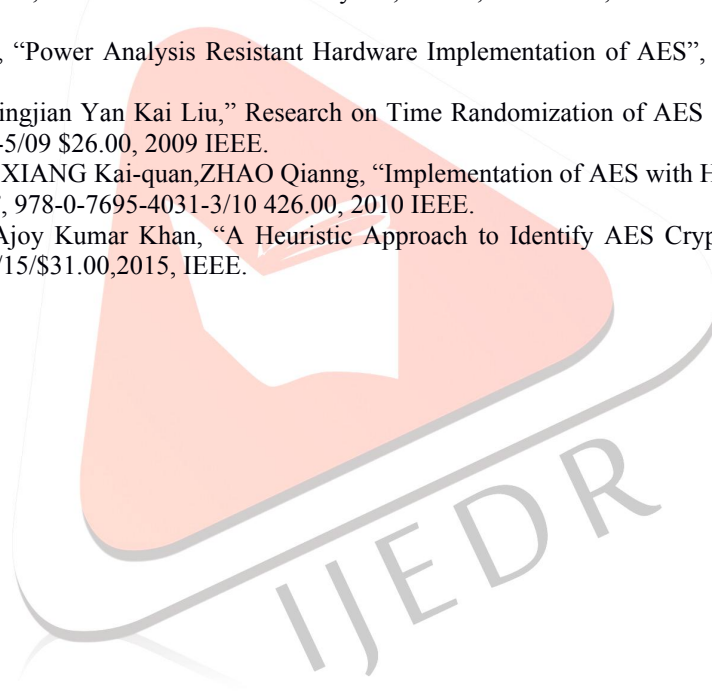 , “Power Analysis Resistant Hardware Implementation of AES”,
ingjian Yan Kai Liu,” Research on Time Randomization of AES
-5/09 $26.00, 2009 IEEE.
XIANG Kai-quan,ZHAO Qianng, “Implementation of AES with H
, 978-0-7695-4031-3/10 426.00, 2010 IEEE.
Ajoy Kumar Khan, “A Heuristic Approach to Identify AES Cryp
/15/$31.00,2015, IEEE.
IJEDR